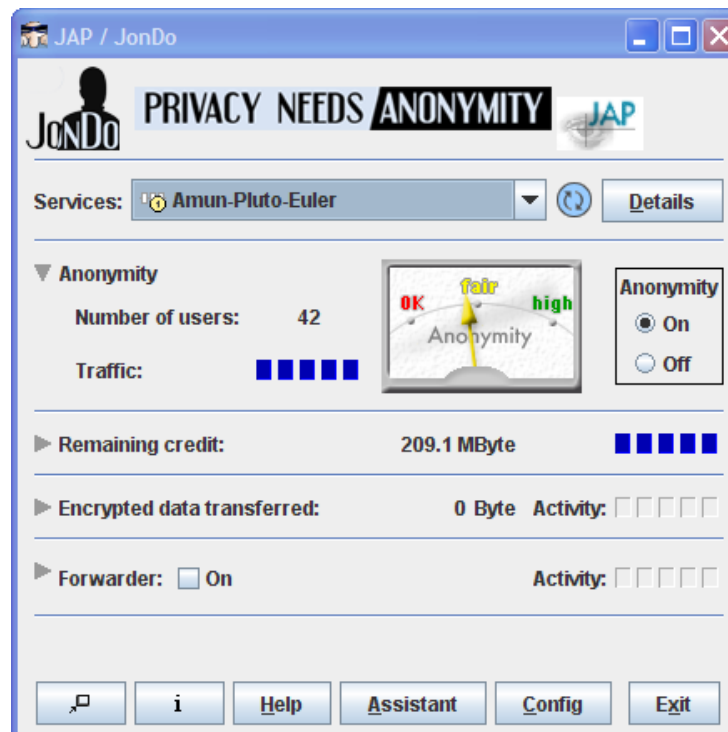 JAP / JonDo
JONDO PRIVACY NEEDS ANONYMITY JAP
Services: Amun-Pluto-Euler Details
Anonymity
Number of users: 42
Traffic:
OK fair high
Anonymity
Anonymity
On
Off
Remaining credit: 209.1 MByte
Encrypted data transferred: 0 Byte Activity:
Forwarder: On Activity:
i Help Assistant Config Exit